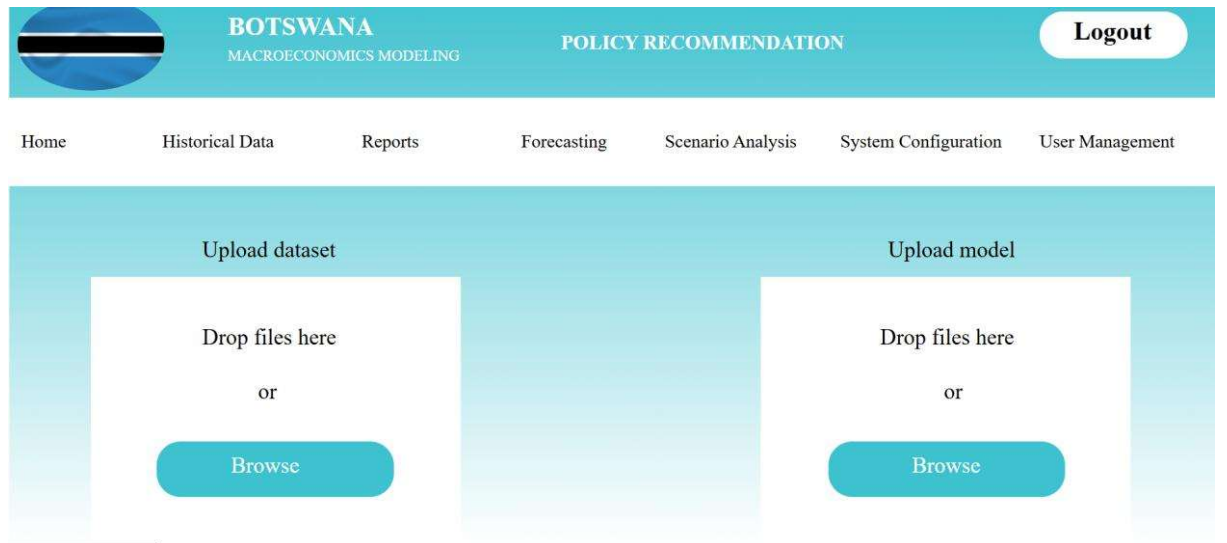 BOTSWANA
MACROECONOMICS MODELING
POLICY RECOMMENDATION
Logout
Home Historical Data Reports Forecasting Scenario Analysis System Configuration User Management
Upload dataset
Drop files here
or
Browse
Upload model
Drop files here
or
Browse